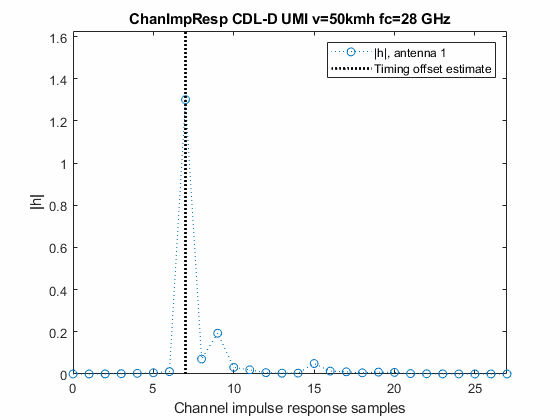 ChanImpResp CDL-D UMI v=50kmh fc=28 GHz
|h|, antenna 1
Timing offset estimate
1.6
1.4
1.2
1
0.8
0.6
0.4
0.2
0
|h|
0 5 10 15 20 25
Channel impulse response samples